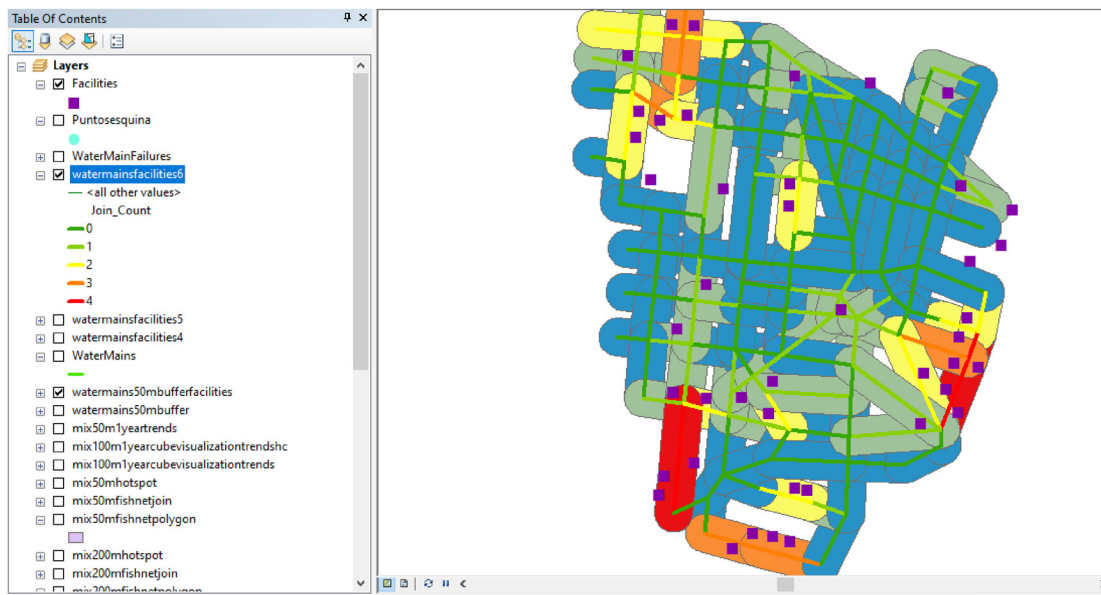 Table Of Contents
Layers
Facilities
Puntosesquina
WaterMainFailures
watermainsfacilities6
<all other values>
Join_Count
0
1
2
3
4
watermainsfacilities5
watermainsfacilities4
WaterMains
watermains50mbufferfacilities
watermains50mbuffer
mix50m1yeartrends
mix100m1yearcubevisualizationtrendshc
mix100m1yearcubevisualizationtrends
mix50mhotspot
mix50mfishnetjoin
mix50mfishnetpolygon
mix200mhotspot
mix200mfishnetjoin
mix200mfishnetpolygon